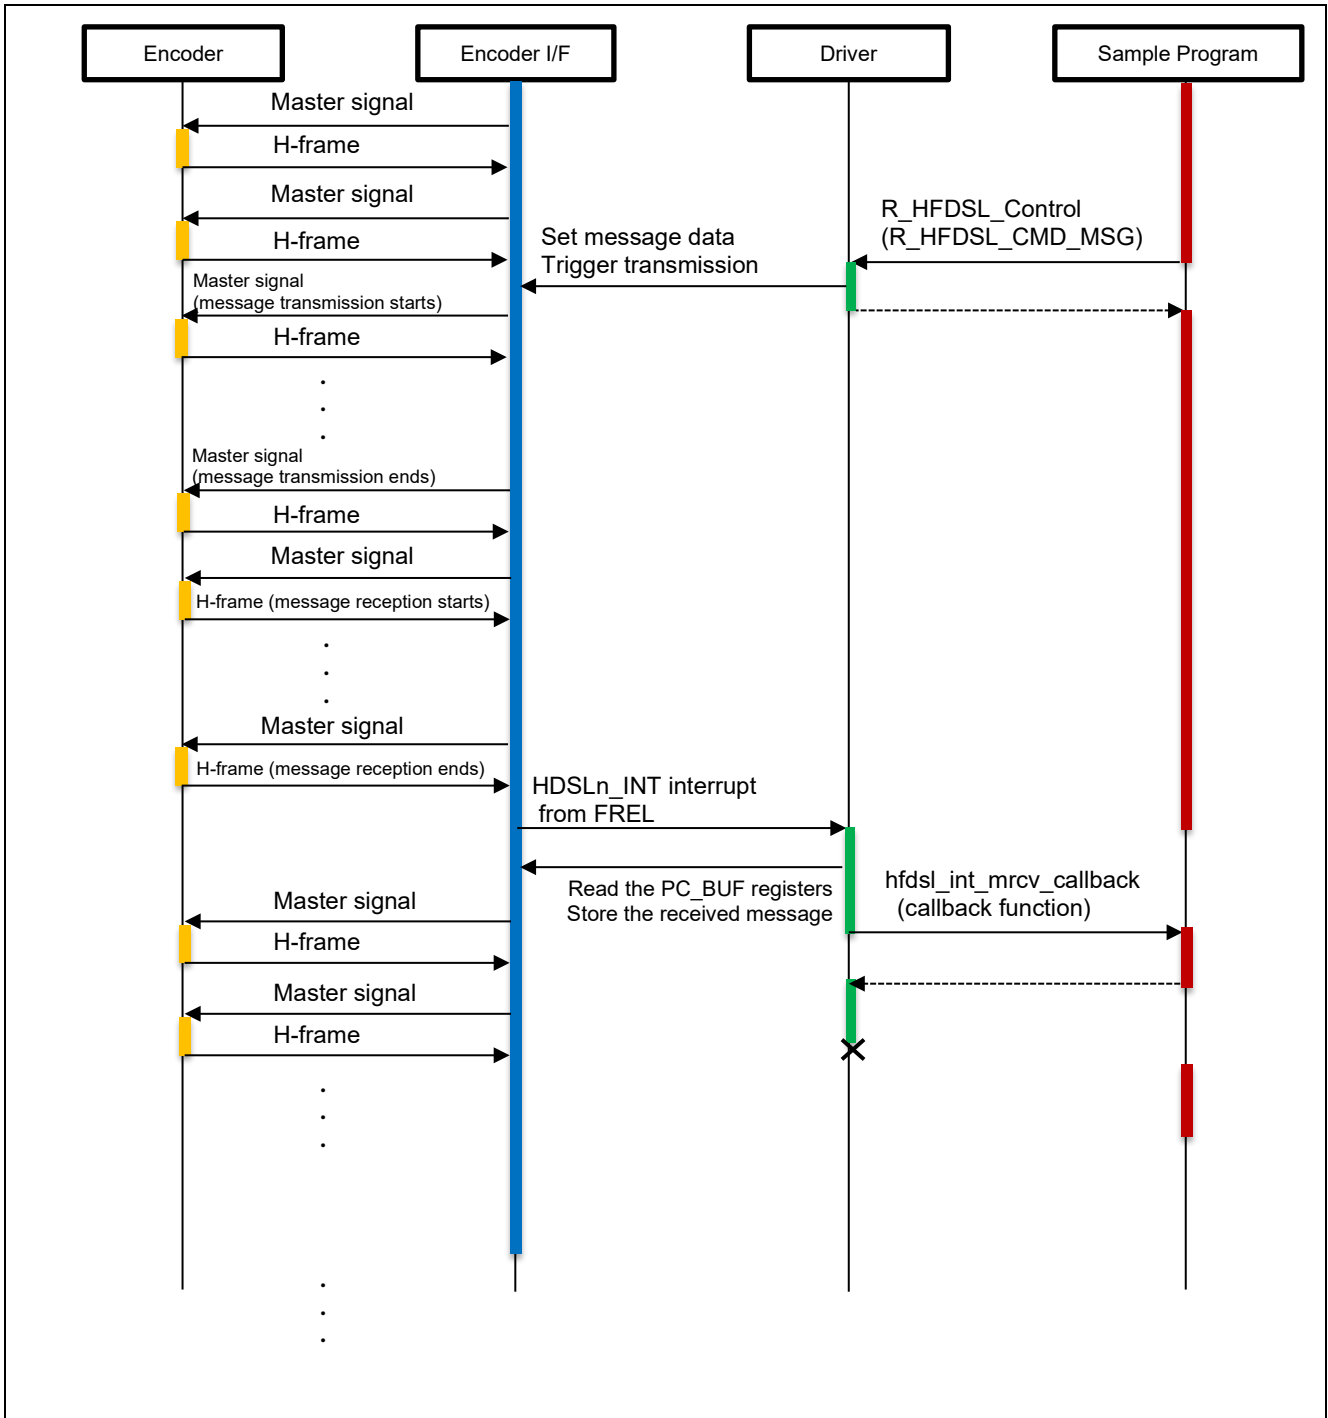 Encoder
Encoder I/F
Driver
Sample Program
Master signal
H-frame
Master signal
R_HFDSL_Control
(R_HFDSL_CMD_MSG)
H-frame
Set message data
Trigger transmission
Master signal
(message transmission starts)
H-frame
.
.
.
Master signal
(message transmission ends)
H-frame
Master signal
H-frame (message reception starts)
.
.
.
Master signal
H-frame (message reception ends)
HDSLn_INT interrupt
from FREL
Read the PC_BUF registers
Store the received message
hfdsl_int_mrcv_callback
(callback function)
Master signal
H-frame
Master signal
H-frame
.
.
.
.
.
.